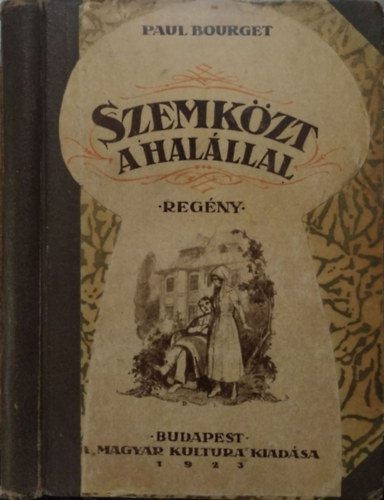 PAUL BOURGET
SZEMKÖZT
A HALÁLLAL
·REGÉNY·
·BUDAPEST·
„MAGYAR KULTURA" KIADÁSA
1923